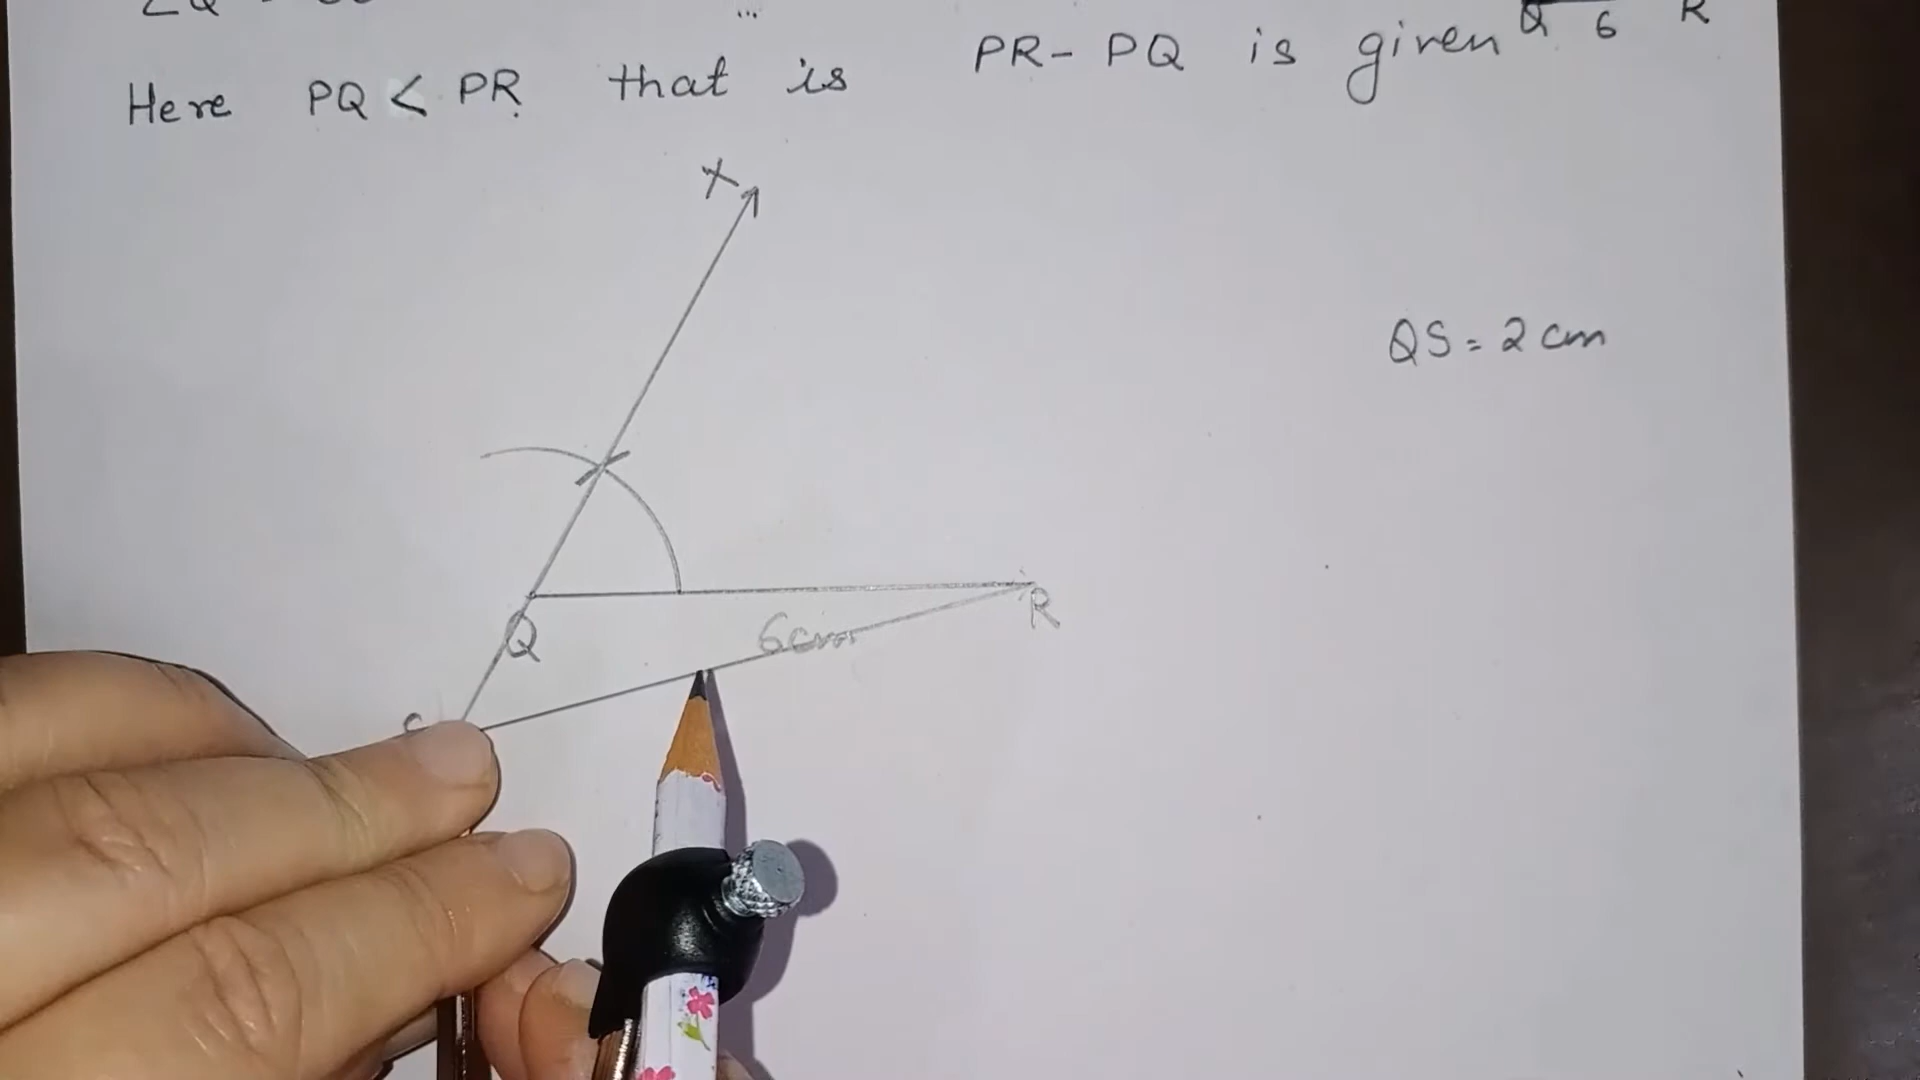 Q 6 R
Here PQ < PR that is PR - PQ is given
X
QS = 2 cm
Q
6cm
R